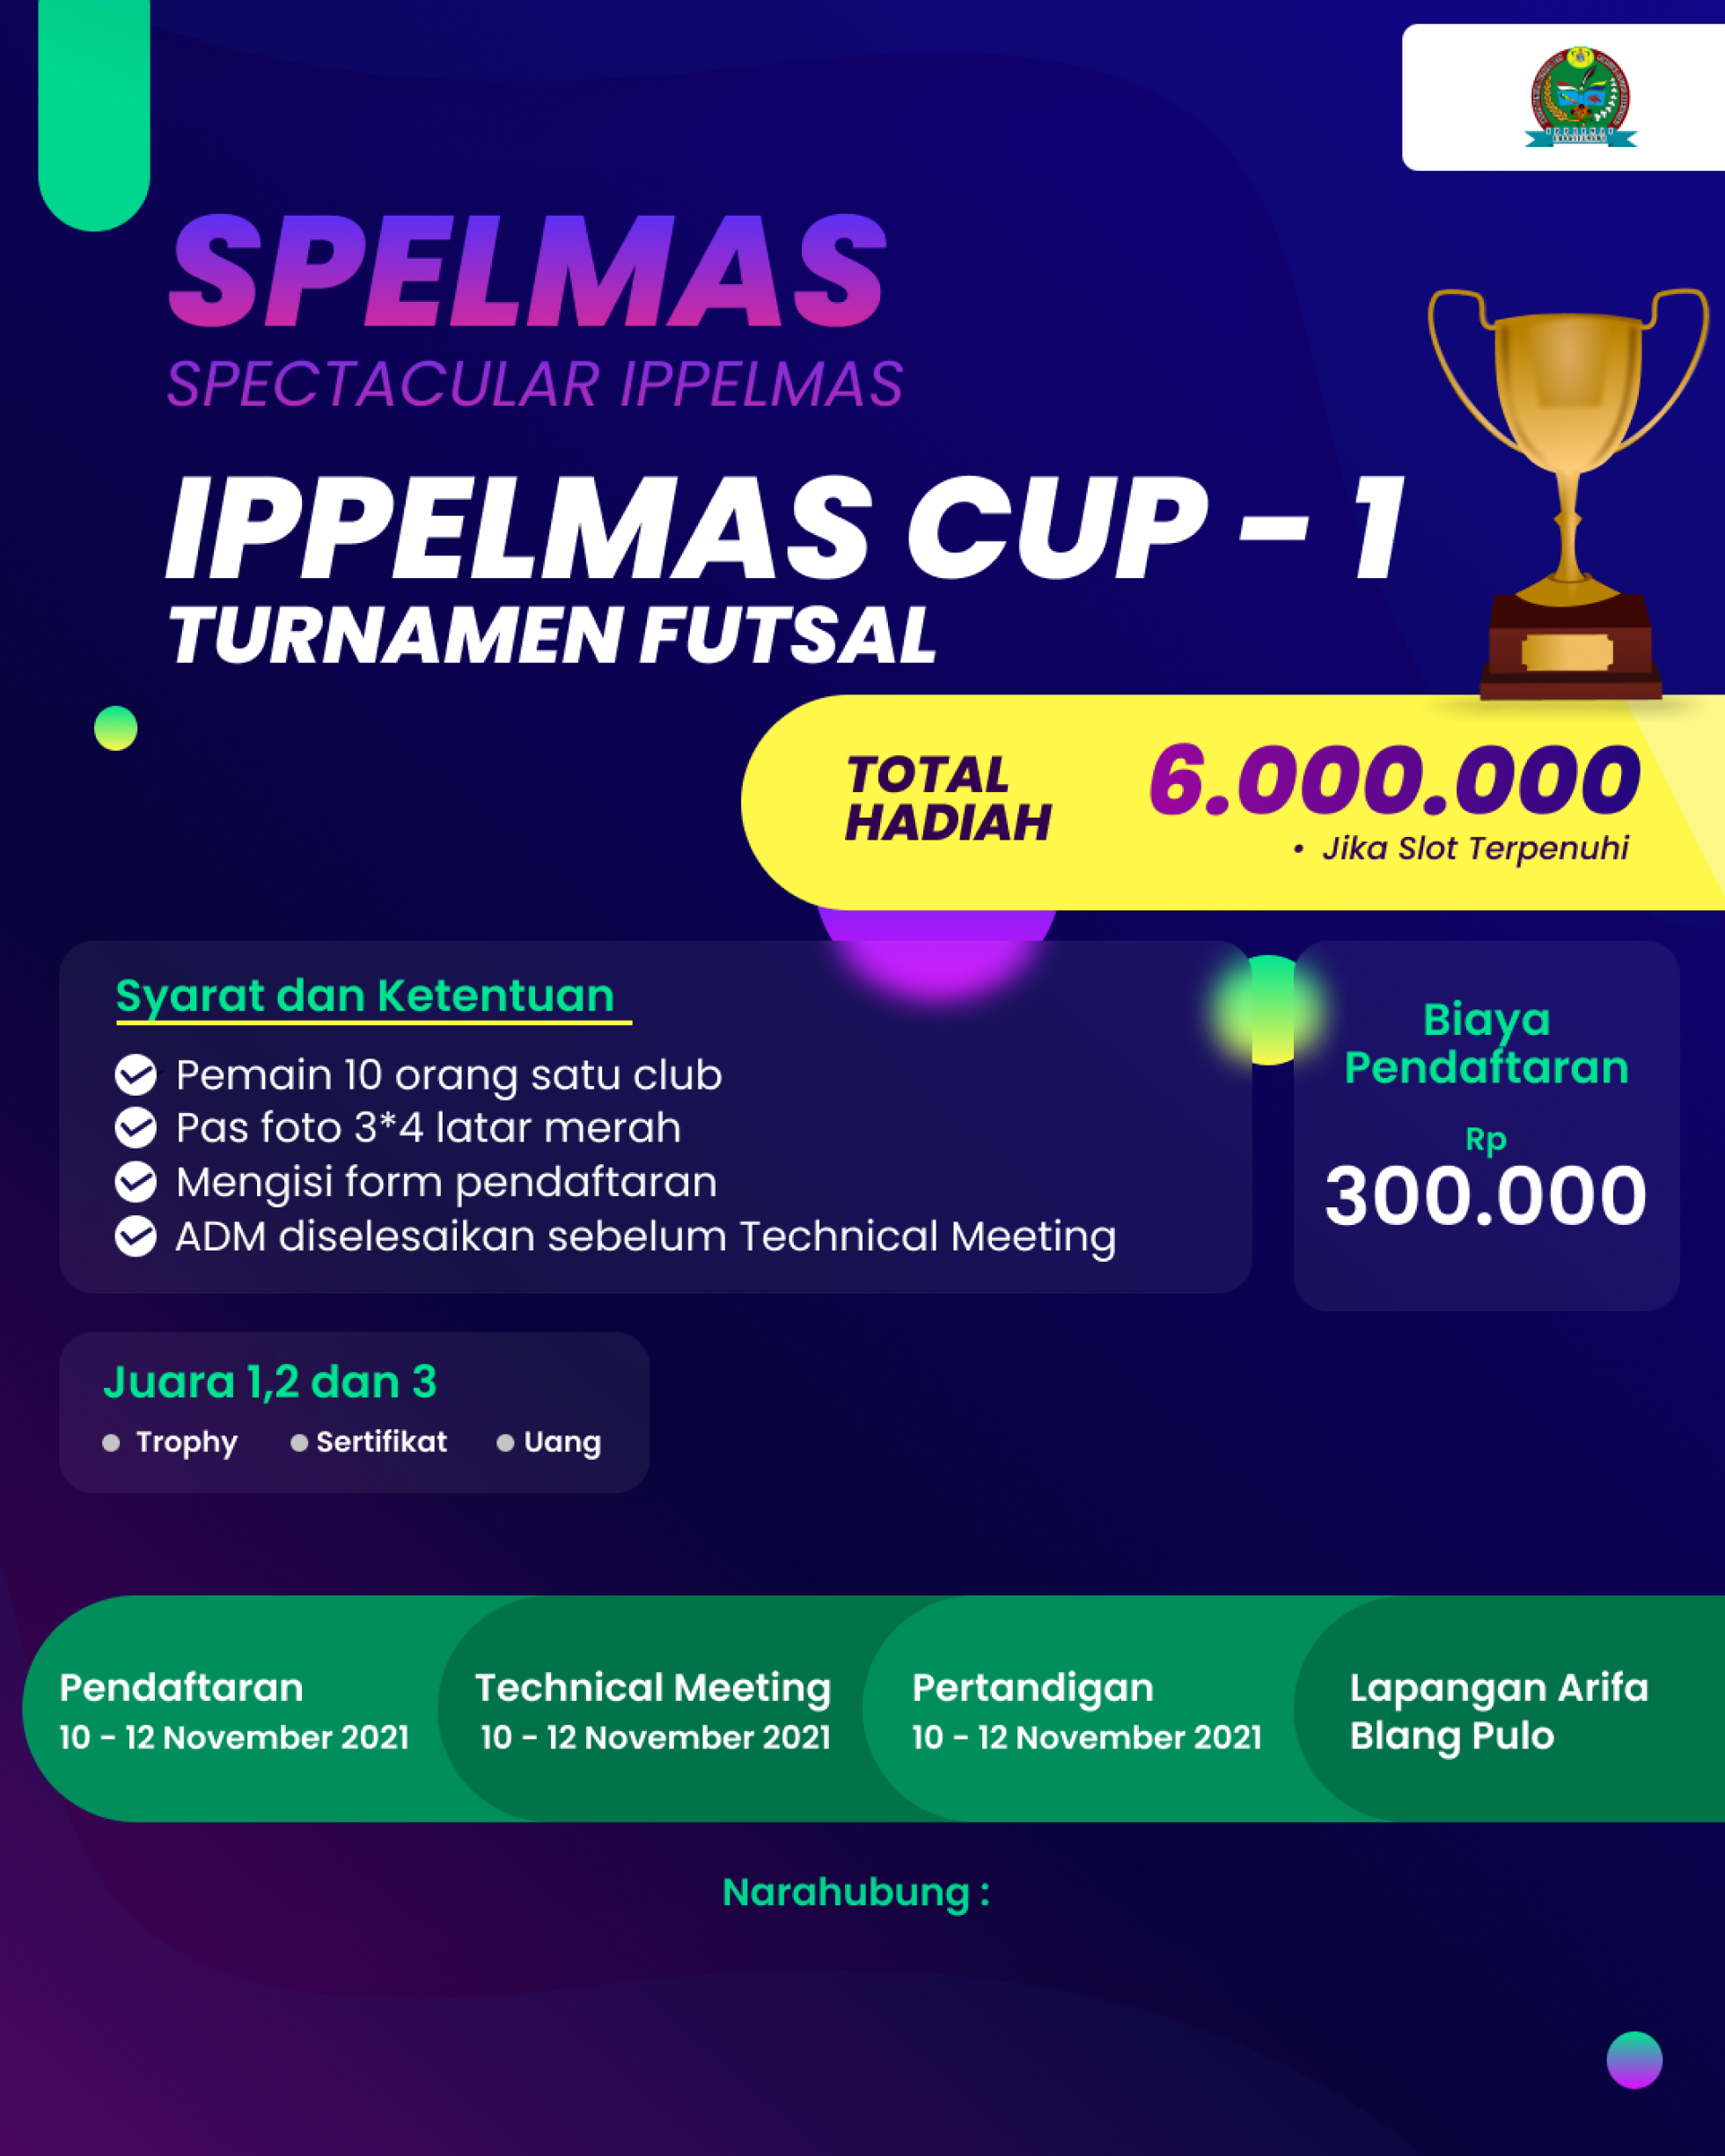 SPELMAS
SPECTACULAR IPPELMAS
IPPELMAS CUP - 1
TURNAMEN FUTSAL
TOTAL
HADIAH
6.000.000
• Jika Slot Terpenuhi
Syarat dan Ketentuan
Pemain 10 orang satu club
Pas foto 3*4 latar merah
Mengisi form pendaftaran
ADM diselesaikan sebelum Technical Meeting
Biaya
Pendaftaran
Rp
300.000
Juara 1,2 dan 3
Trophy
Sertifikat
Uang
Pendaftaran
10 - 12 November 2021
Technical Meeting
10 - 12 November 2021
Pertandigan
10 - 12 November 2021
Lapangan Arifa
Blang Pulo
Narahubung :